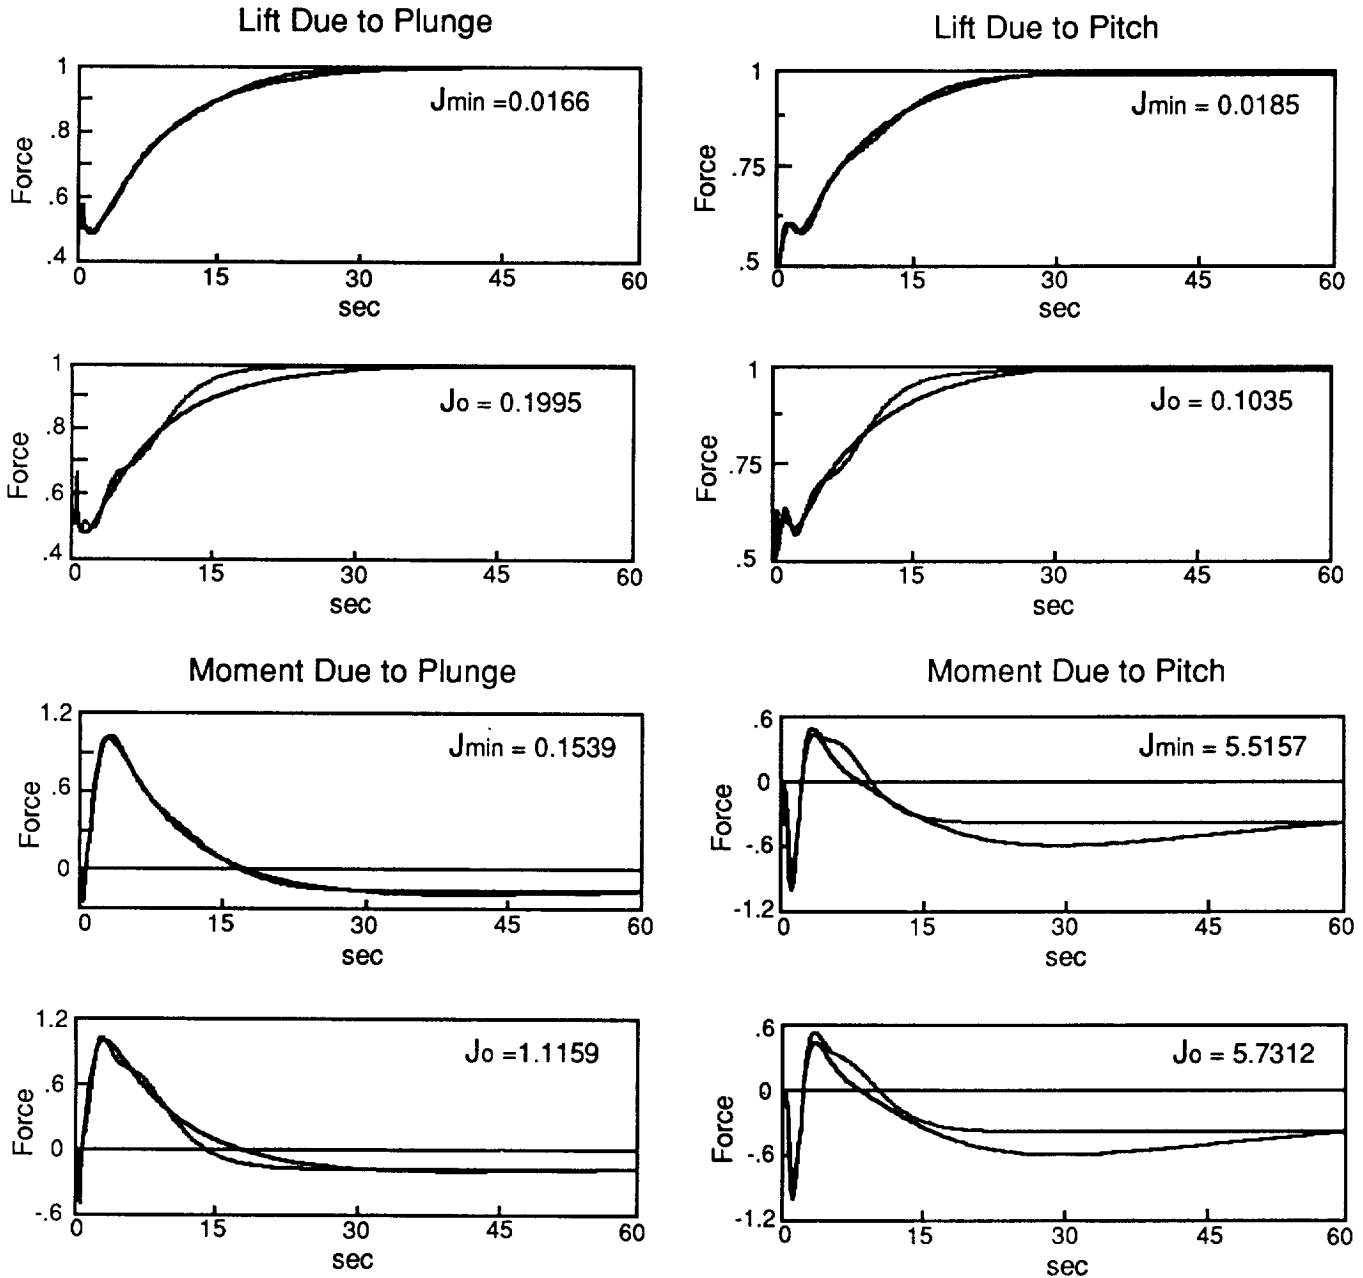 Lift Due to Plunge
1
.8
.6
.4
Force
Jmin =0.0166
0 15 30 45 60
sec
Lift Due to Pitch
1
.75
.5
Force
Jmin = 0.0185
0 15 30 45 60
sec
1
.8
.6
.4
Force
Jo = 0.1995
0 15 30 45 60
sec
1
.75
.5
Force
Jo = 0.1035
0 15 30 45 60
sec
Moment Due to Plunge
1.2
.6
0
Force
Jmin = 0.1539
0 15 30 45 60
sec
Moment Due to Pitch
.6
0
-.6
-1.2
Force
Jmin = 5.5157
0 15 30 45 60
sec
1.2
.6
0
-.6
Force
Jo =1.1159
0 15 30 45 60
sec
.6
0
-.6
-1.2
Force
Jo = 5.7312
0 15 30 45 60
sec